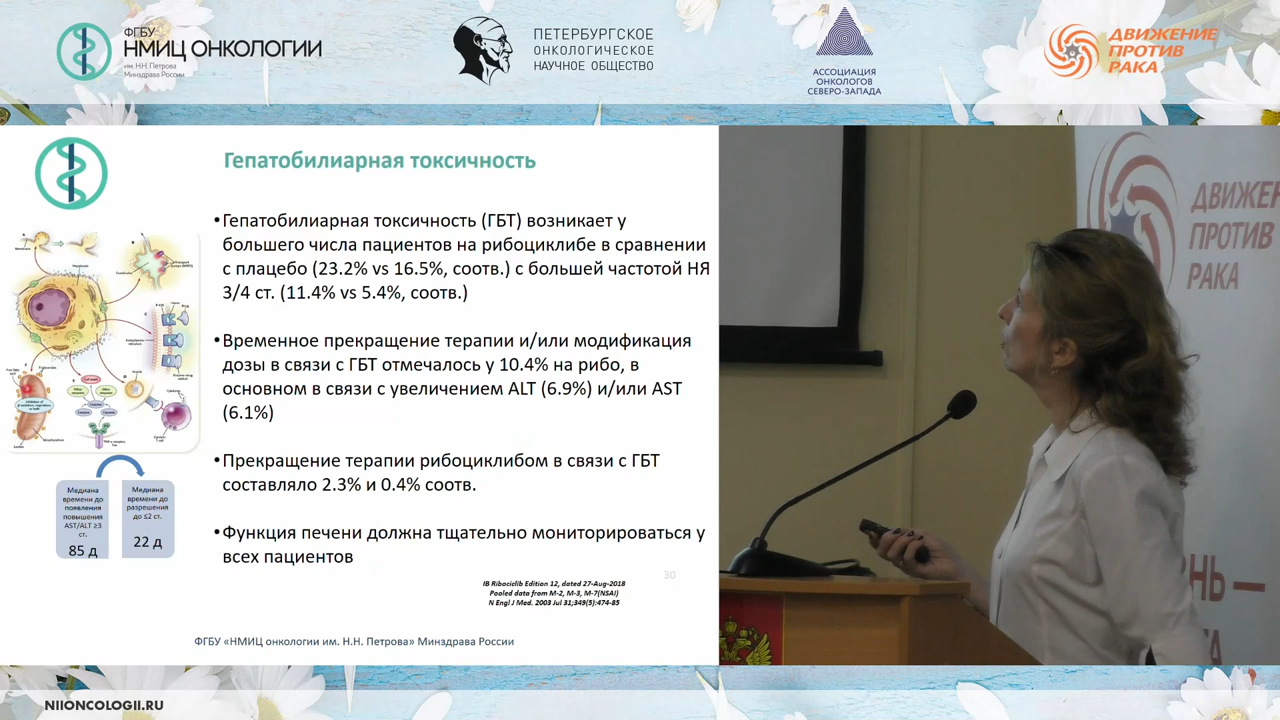 ФГБУ
НМИЦ ОНКОЛОГИИ
им. Н.Н. Петрова
Минздрава России
ПЕТЕРБУРГСКОЕ
ОНКОЛОГИЧЕСКОЕ
НАУЧНОЕ ОБЩЕСТВО
АССОЦИАЦИЯ
ОНКОЛОГОВ
СЕВЕРО-ЗАПАДА
ДВИЖЕНИЕ
ПРОТИВ
РАКА
Гепатобилиарная токсичность
•Гепатобилиарная токсичность (ГБТ) возникает у
большего числа пациентов на рибоциклибе в сравнении
с плацебо (23.2% vs 16.5%, соотв.) с большей частотой НЯ
3/4 ст. (11.4% vs 5.4%, соотв.)
•Временное прекращение терапии и/или модификация
дозы в связи с ГБТ отмечалось у 10.4% на рибо, в
основном в связи с увеличением ALT (6.9%) и/или AST
(6.1%)
•Прекращение терапии рибоциклибом в связи с ГБТ
составляло 2.3% и 0.4% соотв.
•Функция печени должна тщательно мониторироваться у
всех пациентов
Медиана
времени до
появления
повышения
AST/ALT ≥3
ст.
85 д
Медиана
времени до
разрешения
до ≤2 ст.
22 д
30
IB Ribociclib Edition 12, dated 27-Aug-2018
Pooled data from M-2, M-3, M-7(NSAI)
N Engl J Med. 2003 Jul 31;349(5):474-85
ФГБУ «НМИЦ онкологии им. Н.Н. Петрова» Минздрава России
ДВИЖЕН
ПРОТИВ
РАКА
НЬ —
NIIONCOLOGII.RU